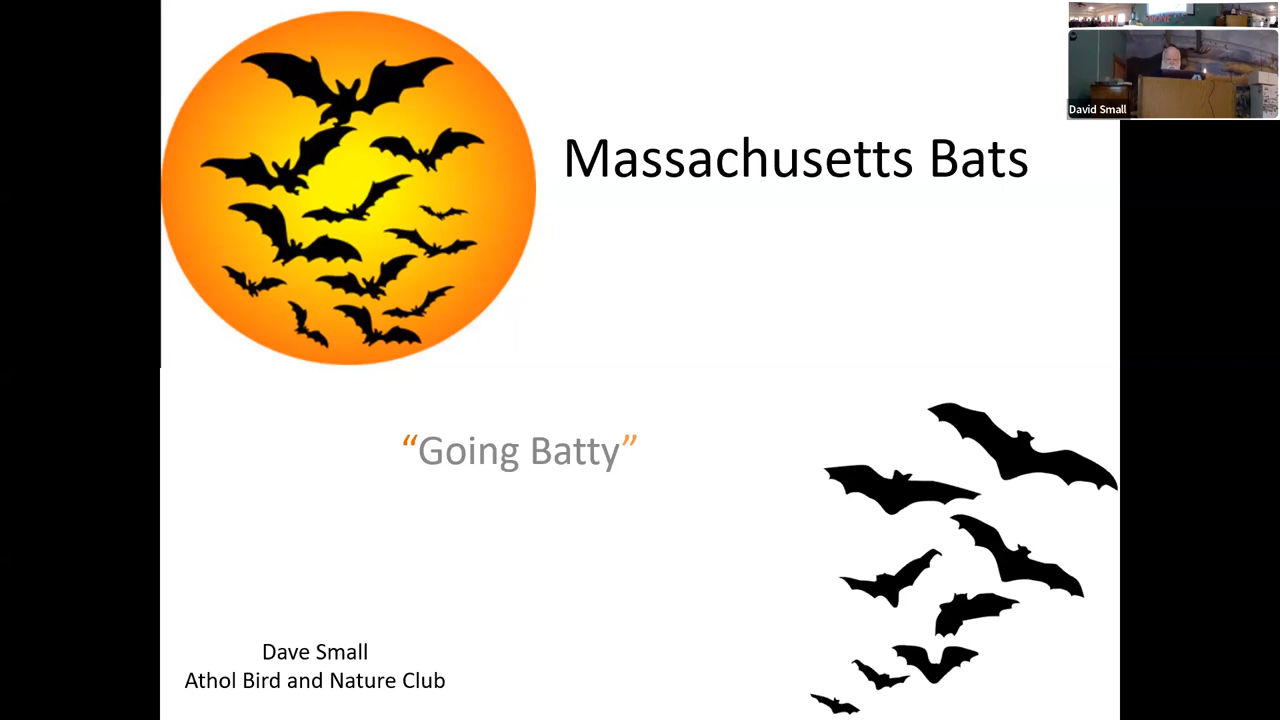 Massachusetts Bats
“Going Batty”
Dave Small
Athol Bird and Nature Club
David Small